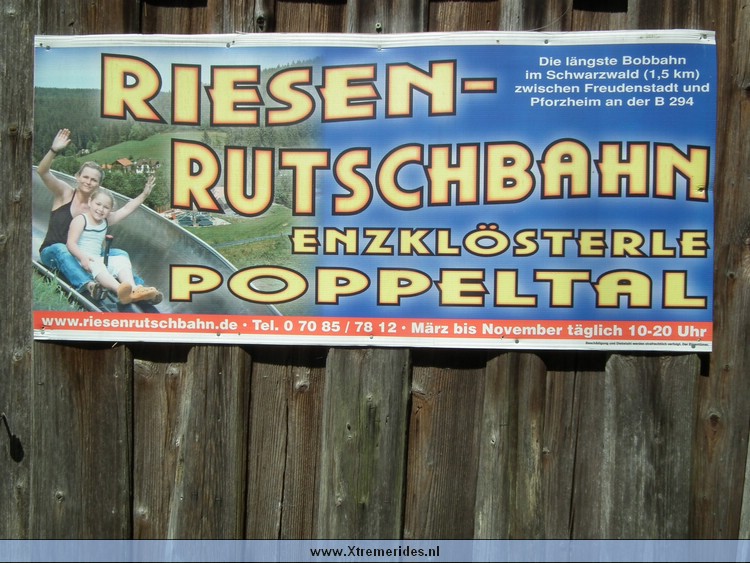 RIESEN-
RUTSCHBAHN
ENZKLÖSTERLE
POPPELTAL
Die längste Bobbahn
im Schwarzwald (1,5 km)
zwischen Freudenstadt und
Pforzheim an der B 294
www.riesenrutschbahn.de · Tel. 0 70 85 / 78 12 · März bis November täglich 10-20 Uhr
www.Xtremerides.nl